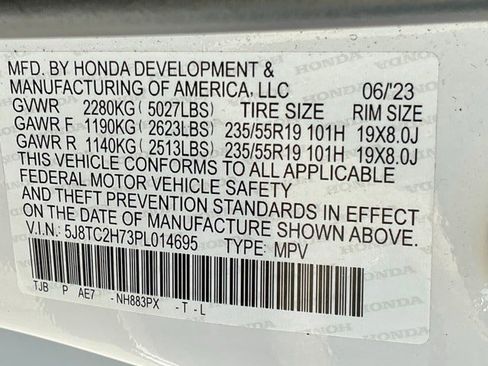 MFD. BY HONDA DEVELOPMENT &
MANUFACTURING OF AMERICA, LLC 06/'23
GVWR 2280KG(5027LBS) TIRE SIZE RIM SIZE
GAWR F 1190KG(2623LBS) 235/55R19 101H 19X8.0J
GAWR R 1140KG(2513LBS) 235/55R19 101H 19X8.0J
THIS VEHICLE CONFORMS TO ALL APPLICABLE
FEDERAL MOTOR VEHICLE SAFETY
AND THEFT PREVENTION STANDARDS IN EFFECT
ON THE DATE OF MANUFACTURE SHOWN ABOVE.
V.I.N.: 5J8TC2H73PL014695 TYPE: MPV
TJB P AE7 -NH883PX -T-L